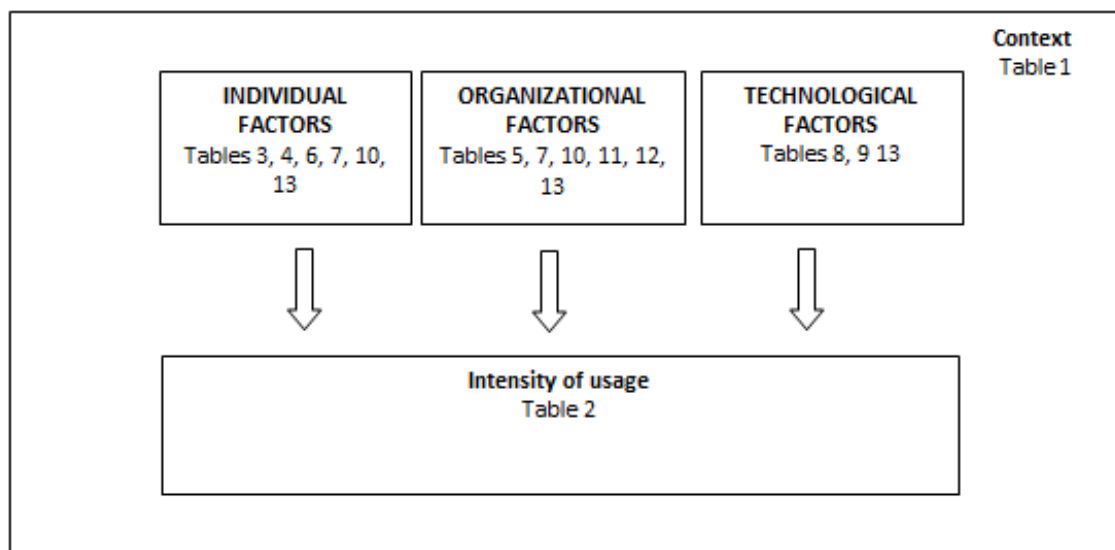 Context
Table 1
INDIVIDUAL
FACTORS
Tables 3, 4, 6, 7, 10,
13
ORGANIZATIONAL
FACTORS
Tables 5, 7, 10, 11, 12,
13
TECHNOLOGICAL
FACTORS
Tables 8, 9 13
Intensity of usage
Table 2